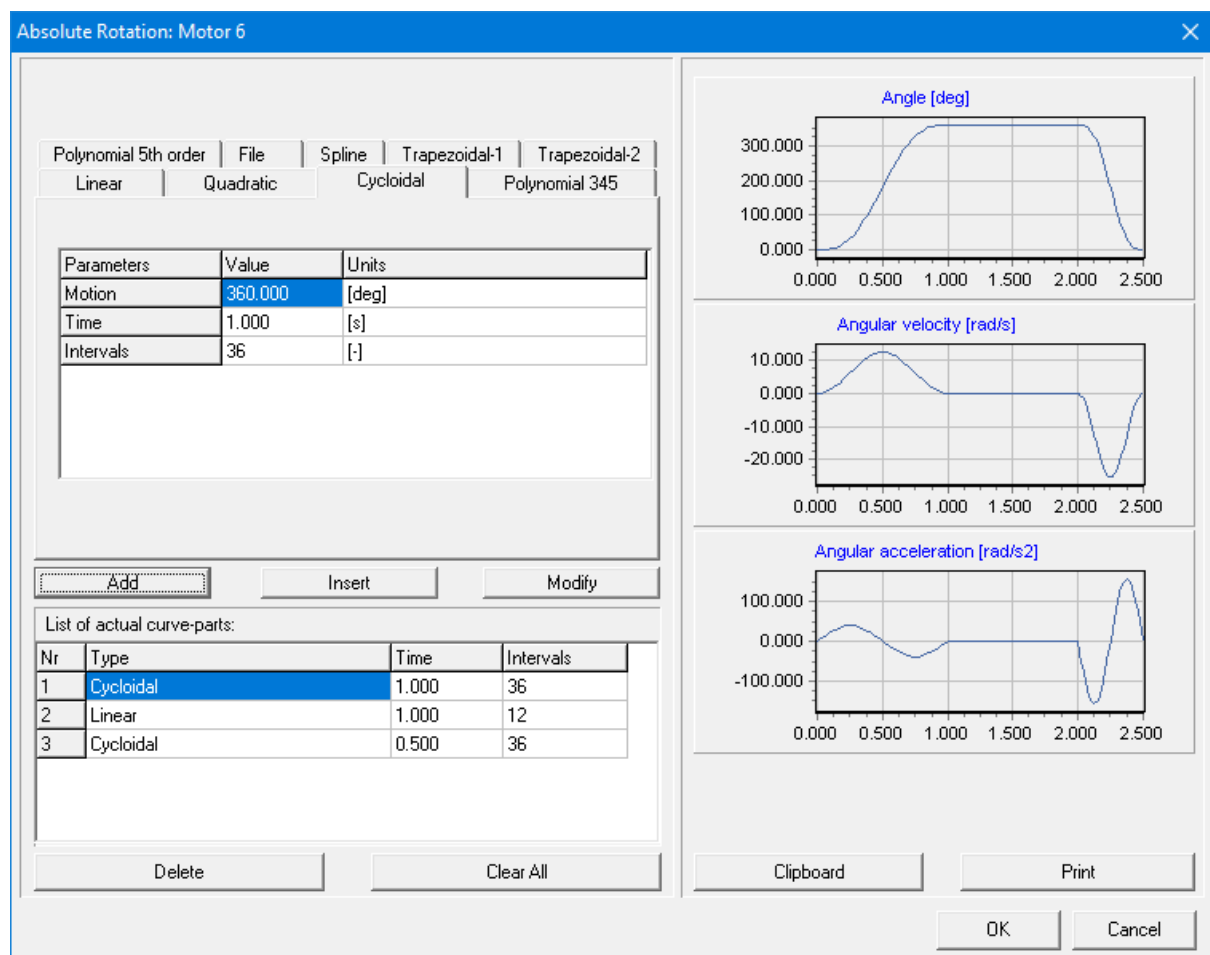 Absolute Rotation: Motor 6
Polynomial 5th order File Spline Trapezoidal-1 Trapezoidal-2
Linear Quadratic Cycloidal Polynomial 345
Parameters Value Units
Motion 360.000 [deg]
Time 1.000 [s]
Intervals 36 [-]
Add Insert Modify
List of actual curve-parts:
Nr Type Time Intervals
1 Cycloidal 1.000 36
2 Linear 1.000 12
3 Cycloidal 0.500 36
Delete Clear All
Angle [deg]
300.000
200.000
100.000
0.000
0.000 0.500 1.000 1.500 2.000 2.500
Angular velocity [rad/s]
10.000
0.000
-10.000
-20.000
0.000 0.500 1.000 1.500 2.000 2.500
Angular acceleration [rad/s2]
100.000
0.000
-100.000
0.000 0.500 1.000 1.500 2.000 2.500
Clipboard Print
OK Cancel